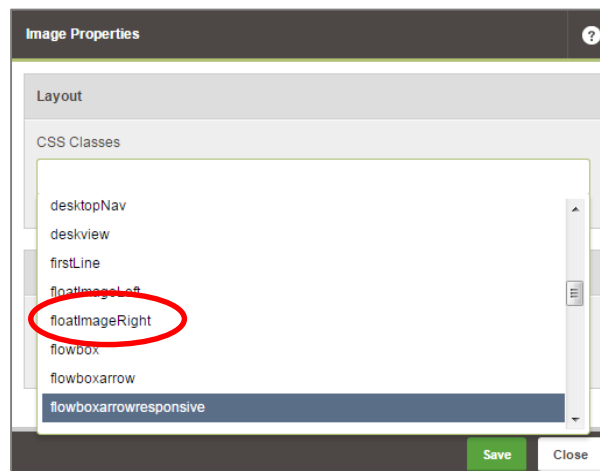 Image Properties
?
Layout
CSS Classes
desktopNav
deskview
firstLine
floatImageLeft
floatImageRight
flowbox
flowboxarrow
flowboxarrowresponsive
Save Close